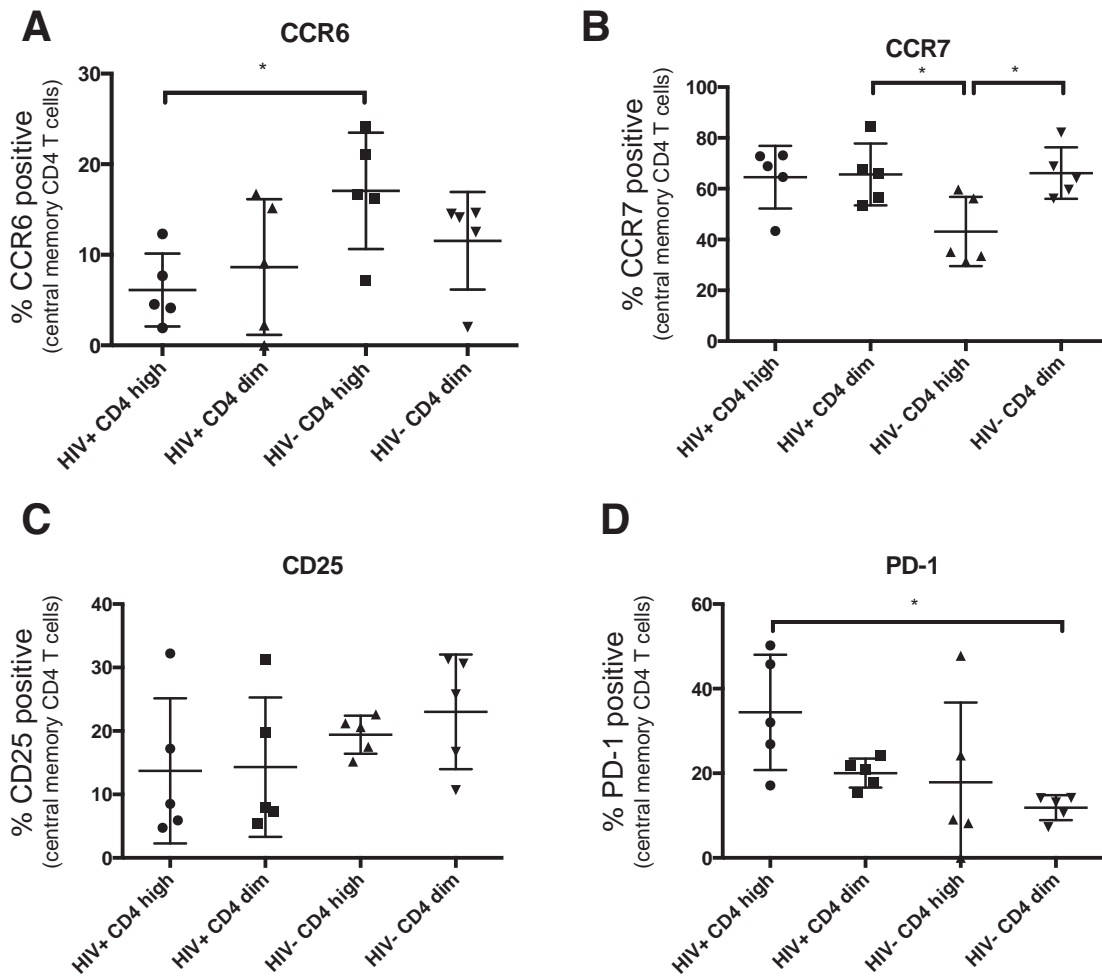 A
CCR6
*
% CCR6 positive
(central memory CD4 T cells)
30
20
10
0
HIV+ CD4 high
HIV+ CD4 dim
HIV- CD4 high
HIV- CD4 dim
B
CCR7
*
*
% CCR7 positive
(central memory CD4 T cells)
100
80
60
40
20
0
HIV+ CD4 high
HIV+ CD4 dim
HIV- CD4 high
HIV- CD4 dim
C
CD25
% CD25 positive
(central memory CD4 T cells)
40
30
20
10
0
HIV+ CD4 high
HIV+ CD4 dim
HIV- CD4 high
HIV- CD4 dim
D
PD-1
*
% PD-1 positive
(central memory CD4 T cells)
60
40
20
0
HIV+ CD4 high
HIV+ CD4 dim
HIV- CD4 high
HIV- CD4 dim